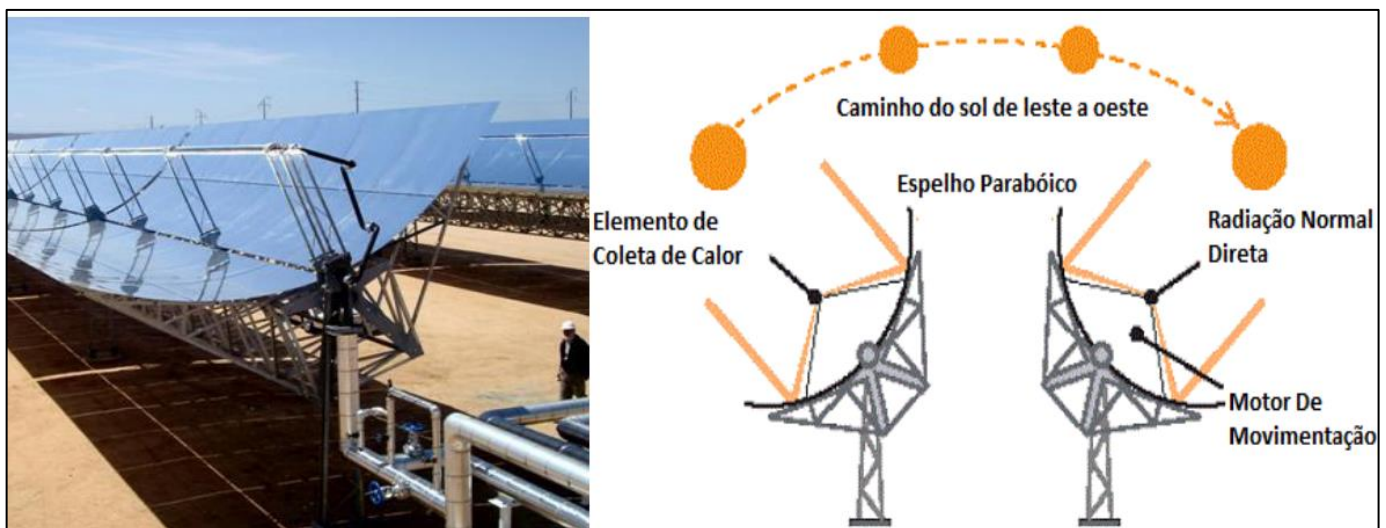 Caminho do sol de leste a oeste
Espelho Parabóico
Elemento de
Coleta de Calor
Radiação Normal
Direta
Motor De
Movimentação